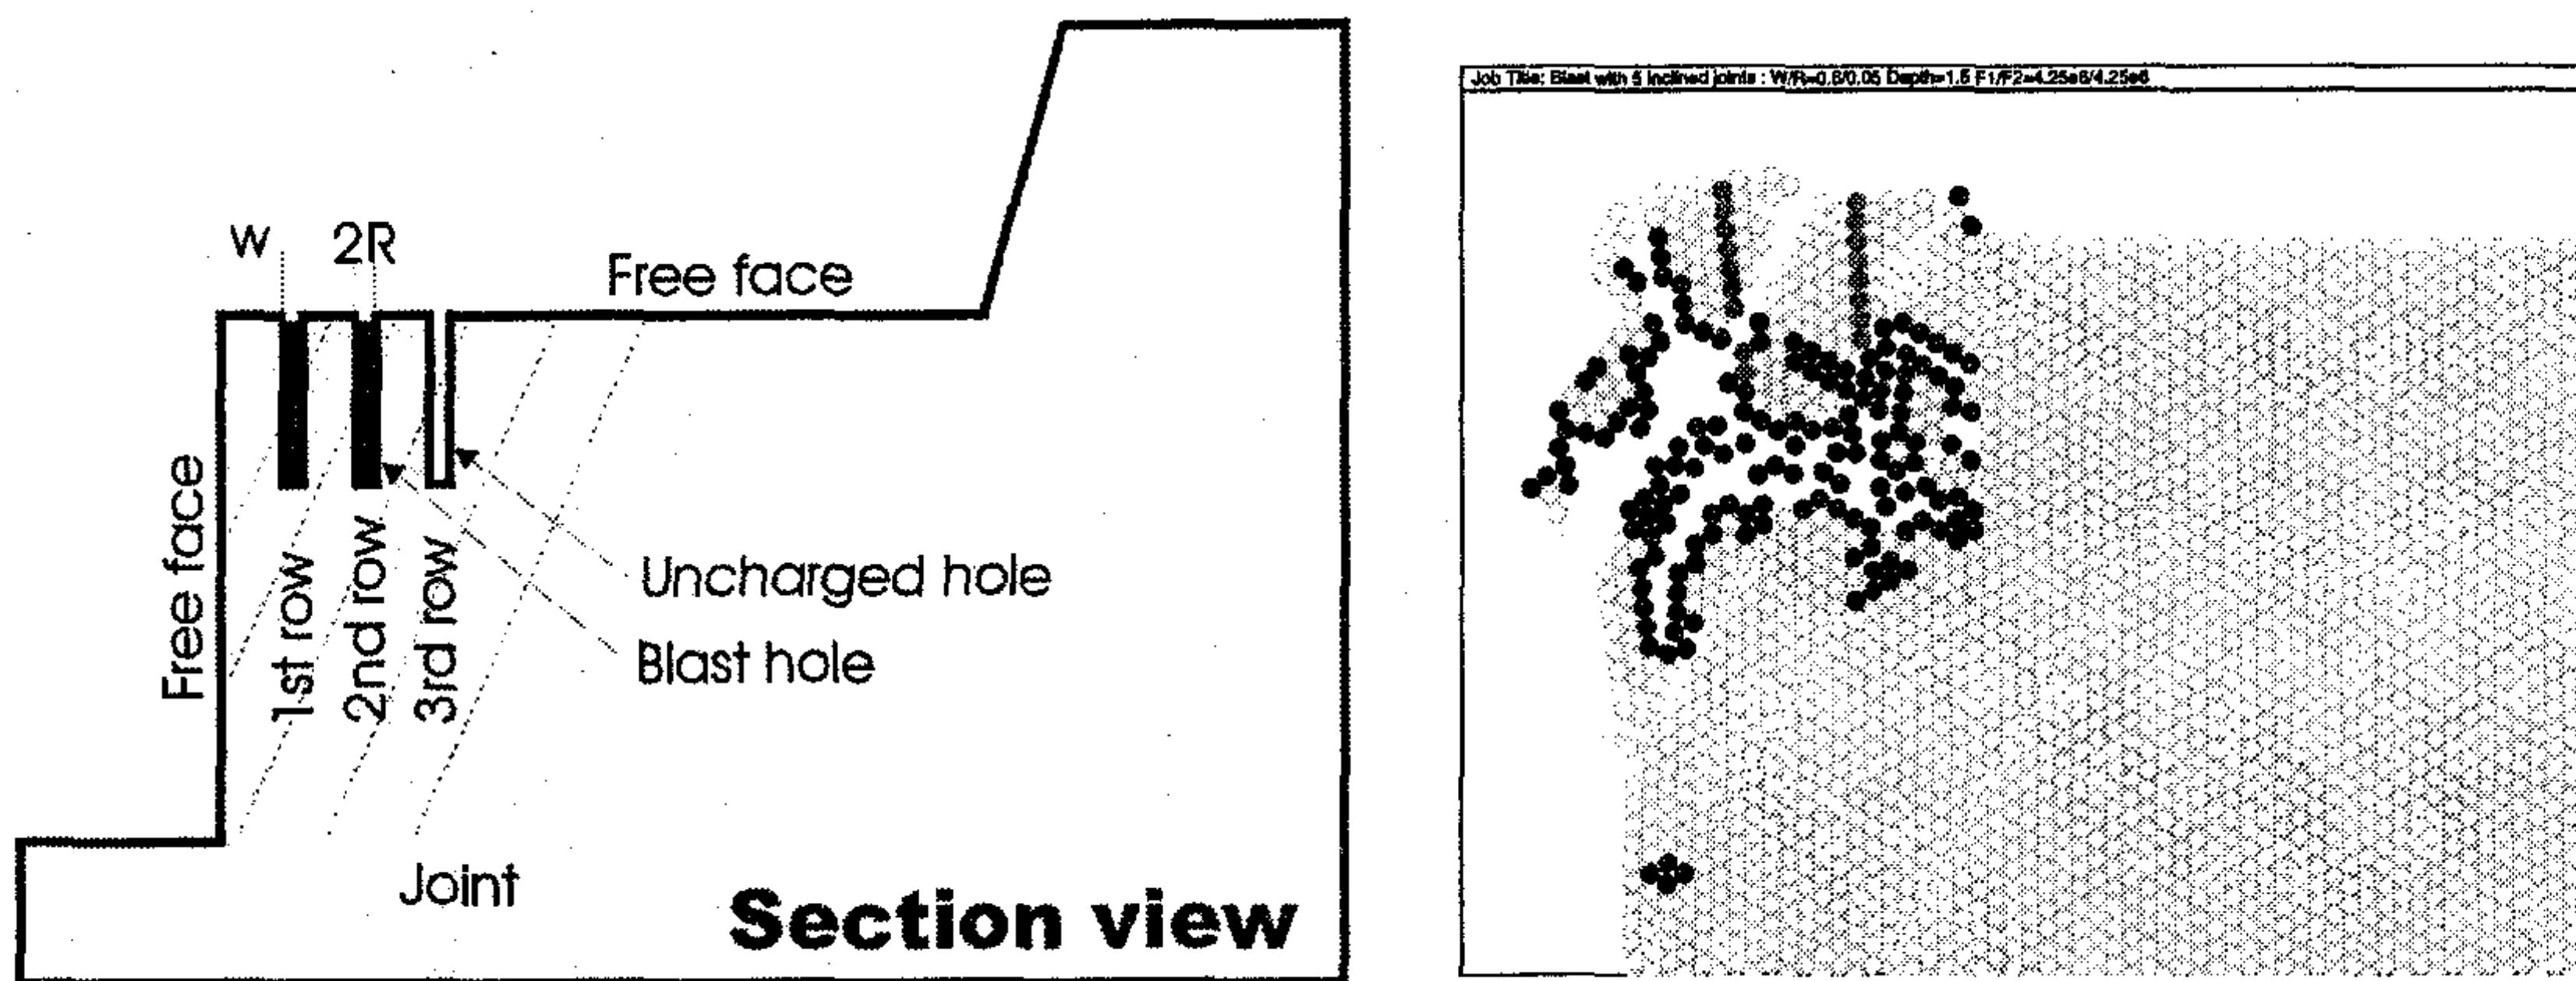 Job Title: Blast with 5 inclined joints : W/R=0.6/0.05 Depth=1.5 F1/F2=4.25e6/4.25e6
W
2R
Free face
Free face
1st row
2nd row
3rd row
Uncharged hole
Blast hole
Joint
Section view